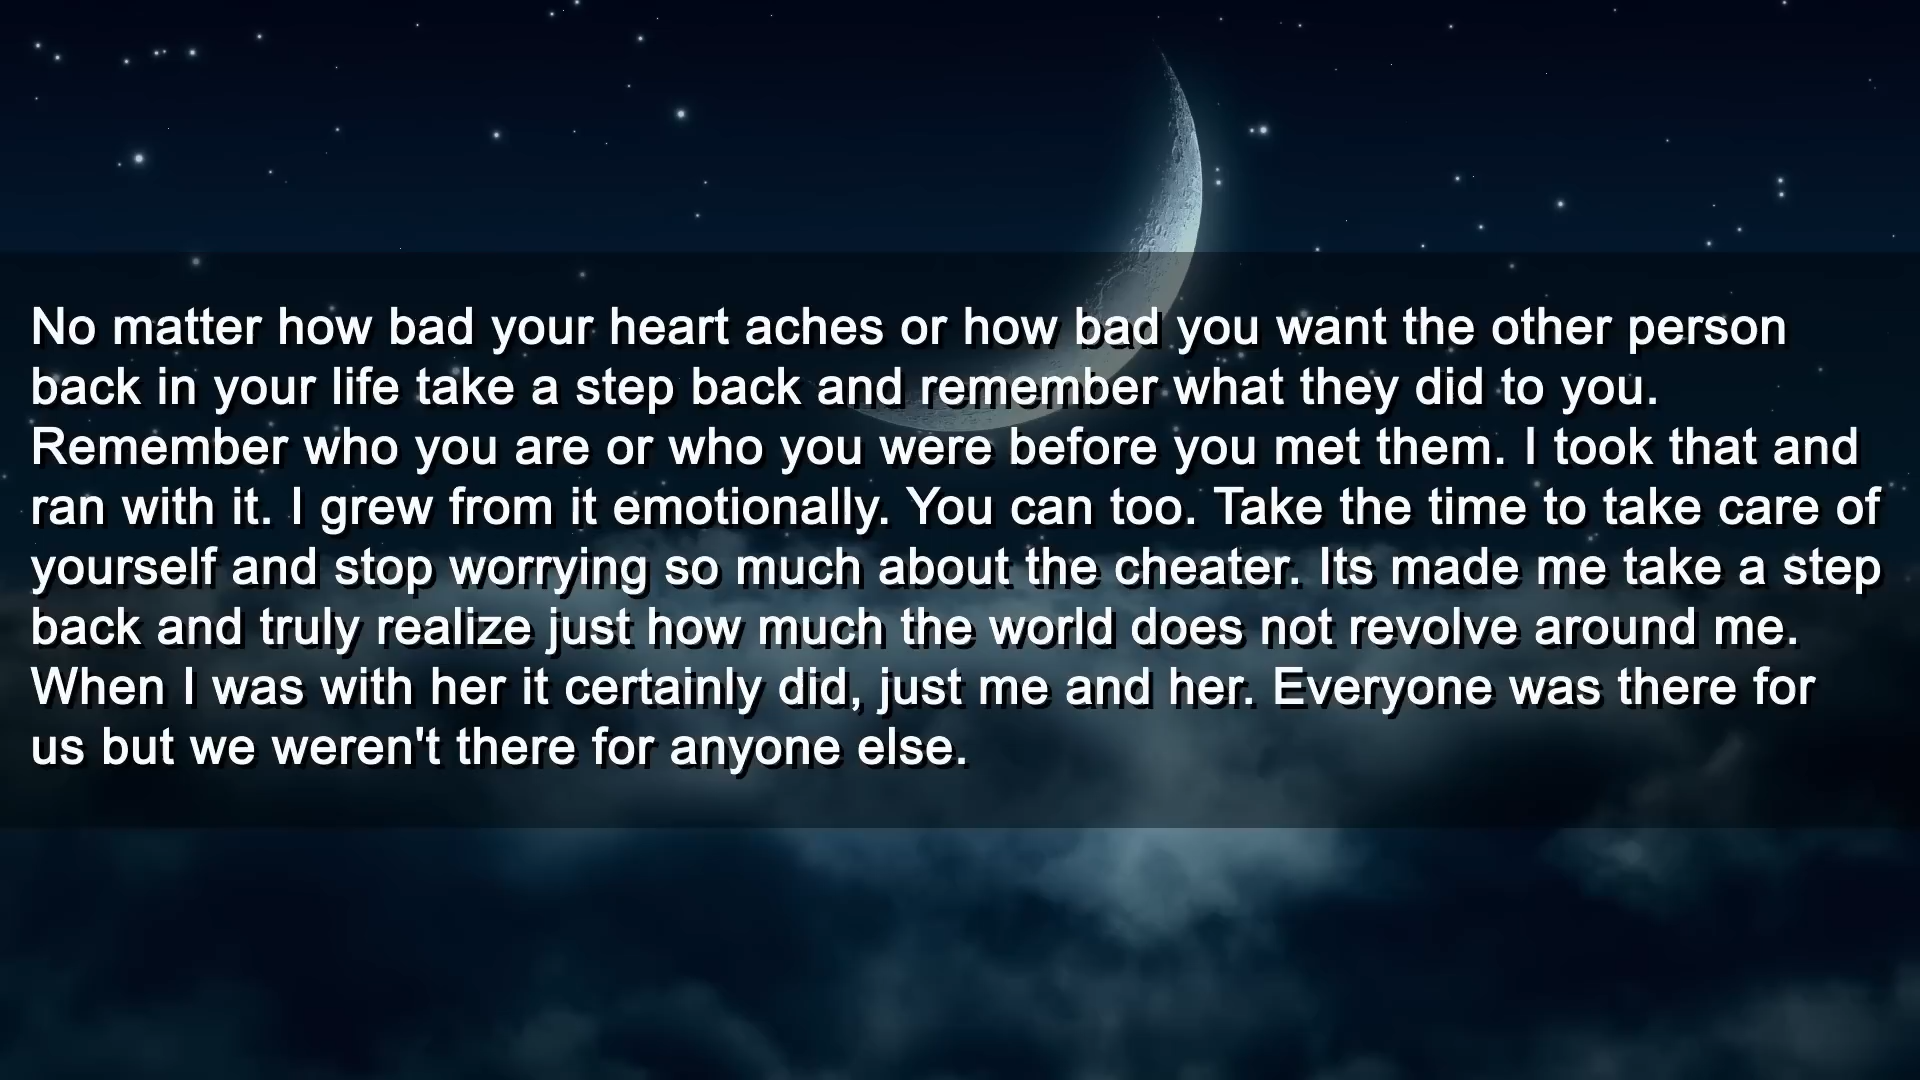 No matter how bad your heart aches or how bad you want the other person
back in your life take a step back and remember what they did to you.
Remember who you are or who you were before you met them. I took that and
ran with it. I grew from it emotionally. You can too. Take the time to take care of
yourself and stop worrying so much about the cheater. Its made me take a step
back and truly realize just how much the world does not revolve around me.
When I was with her it certainly did, just me and her. Everyone was there for
us but we weren't there for anyone else.